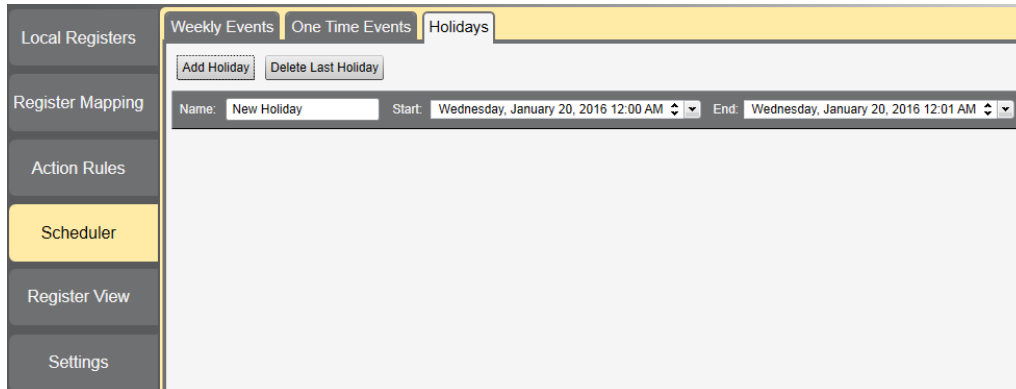 Local Registers
Register Mapping
Action Rules
Scheduler
Register View
Settings
Weekly Events One Time Events Holidays
Add Holiday Delete Last Holiday
Name: New Holiday Start: Wednesday, January 20, 2016 12:00 AM End: Wednesday, January 20, 2016 12:01 AM